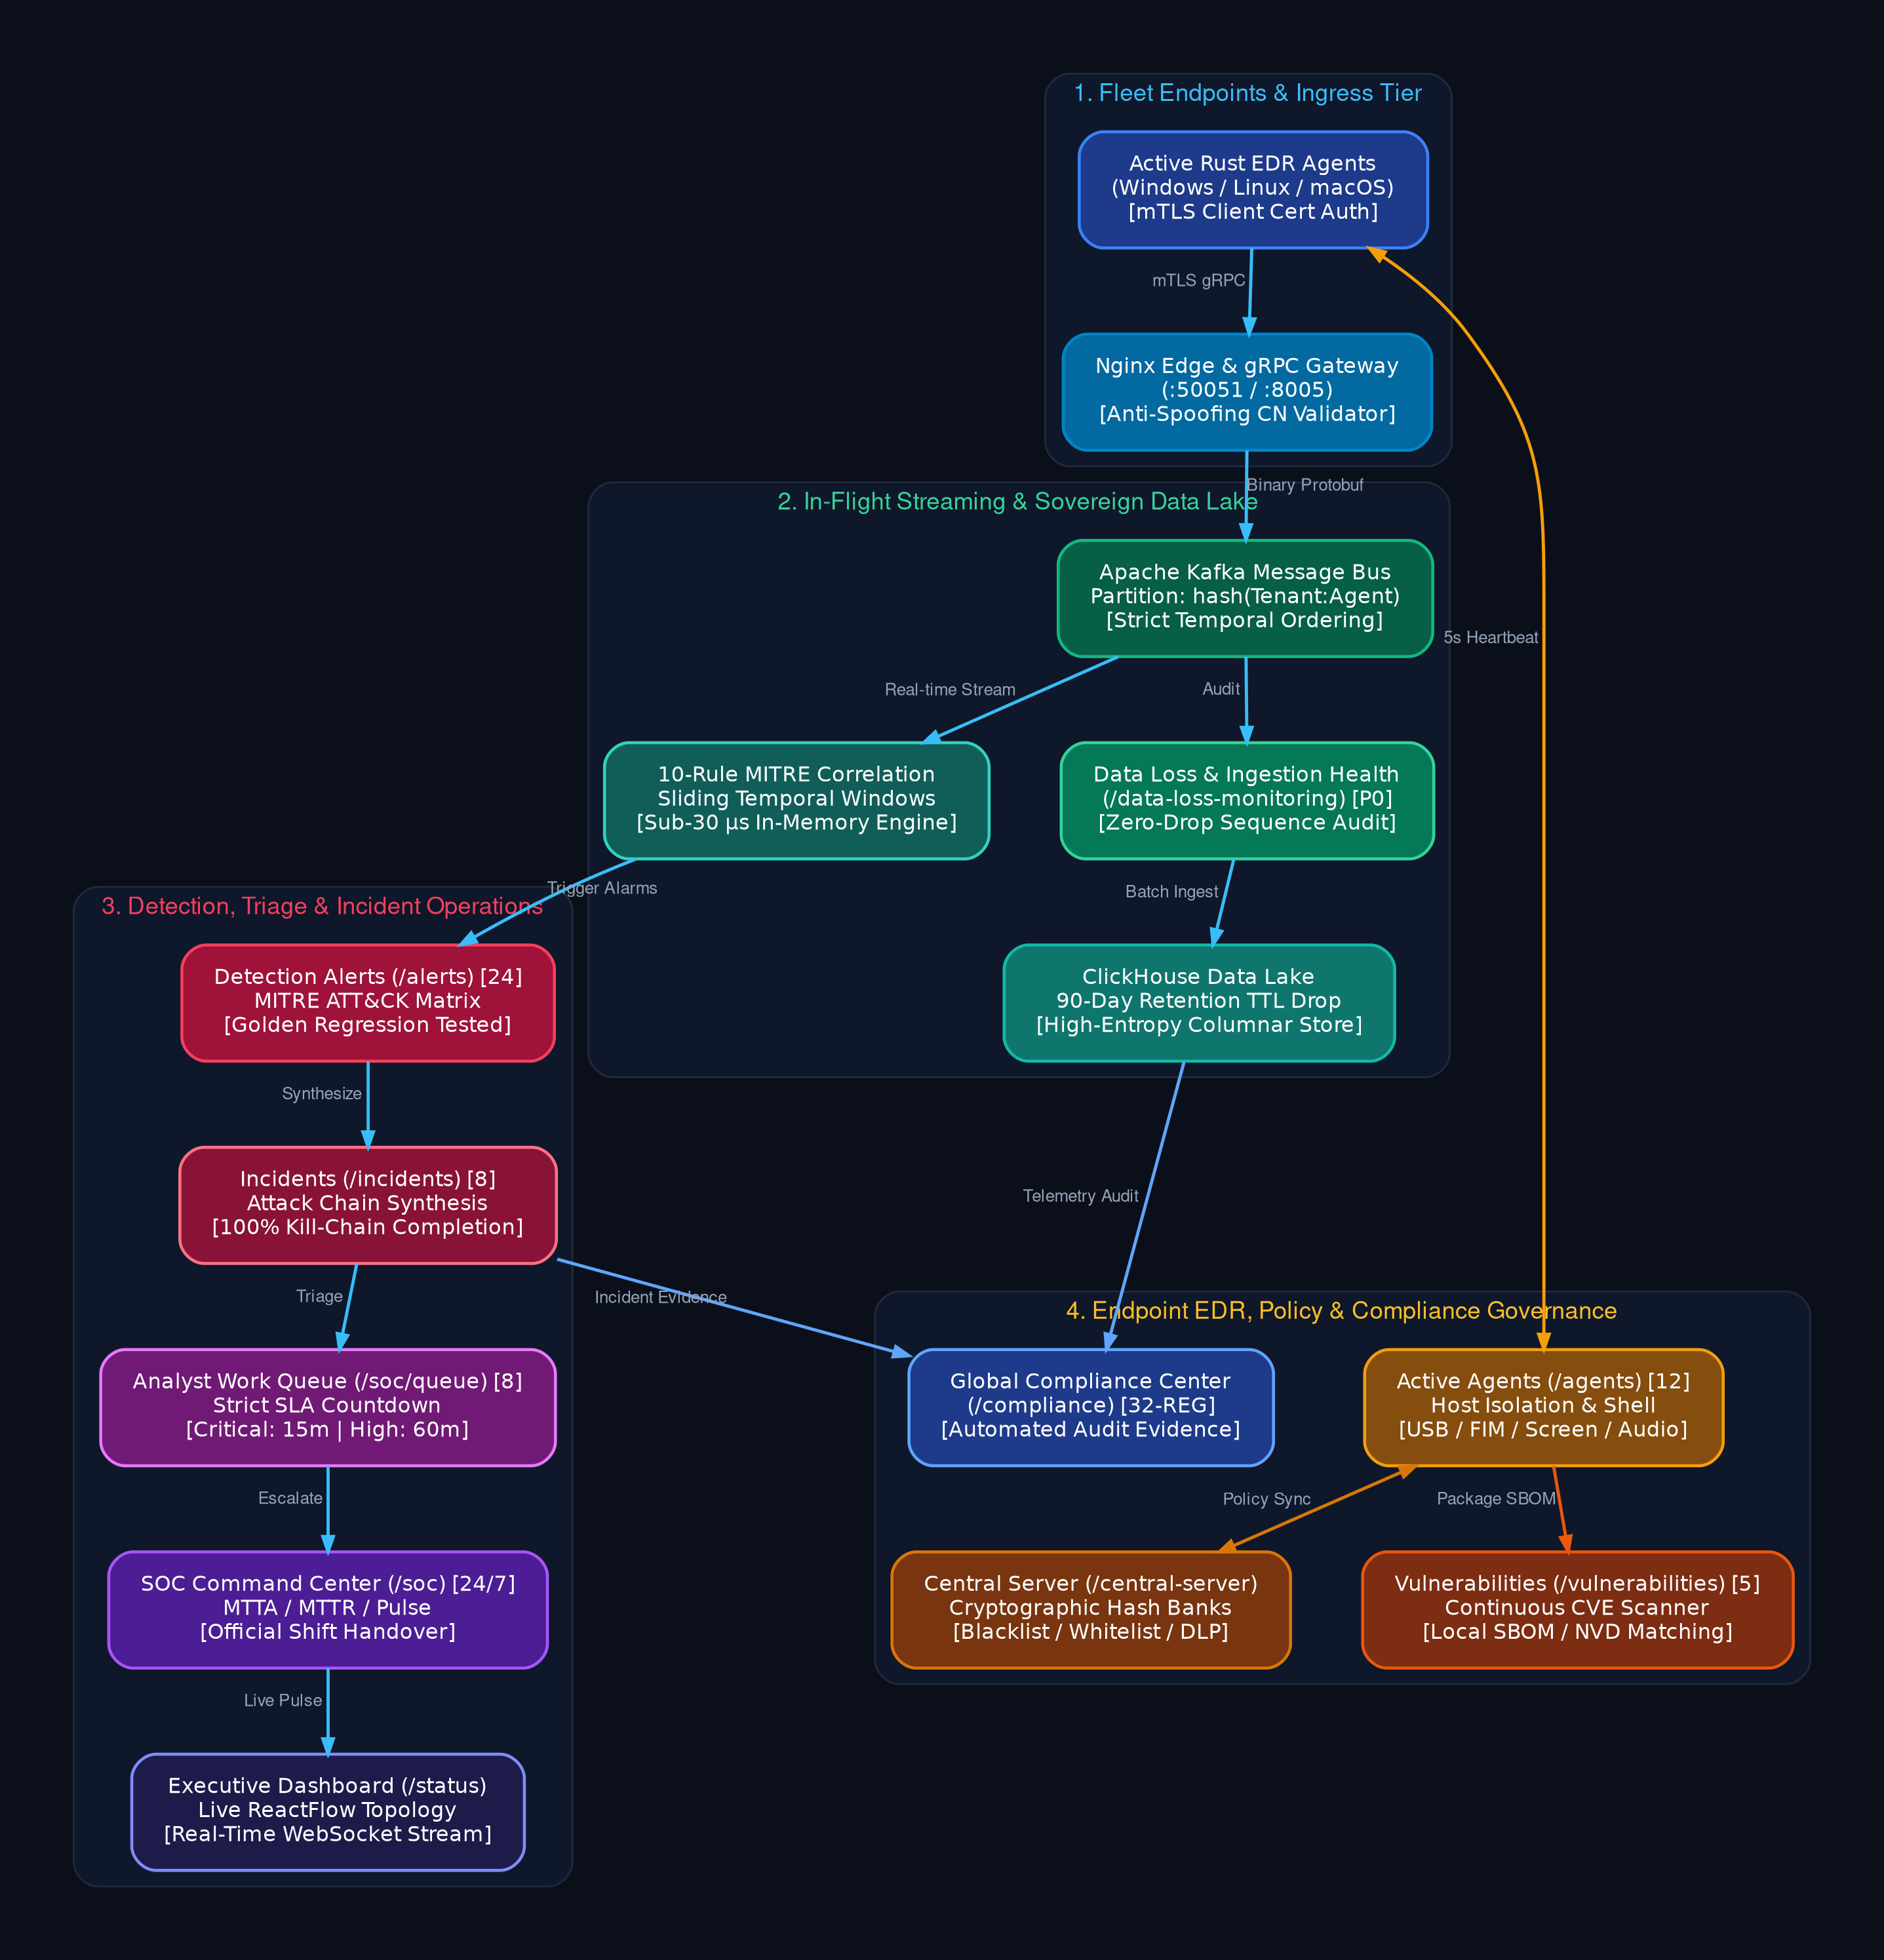 1. Fleet Endpoints & Ingress Tier
Active Rust EDR Agents
(Windows / Linux / macOS)
[mTLS Client Cert Auth]
mTLS gRPC
Nginx Edge & gRPC Gateway
(:50051 / :8005)
[Anti-Spoofing CN Validator]
Binary Protobuf
2. In-Flight Streaming & Sovereign Data Lake
Apache Kafka Message Bus
Partition: hash(Tenant:Agent)
[Strict Temporal Ordering]
5s Heartbeat
Real-time Stream
Audit
10-Rule MITRE Correlation
Sliding Temporal Windows
[Sub-30 µs In-Memory Engine]
Data Loss & Ingestion Health
(/data-loss-monitoring) [P0]
[Zero-Drop Sequence Audit]
Trigger Alarms
Batch Ingest
3. Detection, Triage & Incident Operations
Detection Alerts (/alerts) [24]
MITRE ATT&CK Matrix
[Golden Regression Tested]
ClickHouse Data Lake
90-Day Retention TTL Drop
[High-Entropy Columnar Store]
Synthesize
Incidents (/incidents) [8]
Attack Chain Synthesis
[100% Kill-Chain Completion]
Telemetry Audit
Triage
Incident Evidence
4. Endpoint EDR, Policy & Compliance Governance
Analyst Work Queue (/soc/queue) [8]
Strict SLA Countdown
[Critical: 15m | High: 60m]
Global Compliance Center
(/compliance) [32-REG]
[Automated Audit Evidence]
Active Agents (/agents) [12]
Host Isolation & Shell
[USB / FIM / Screen / Audio]
Escalate
Policy Sync
Package SBOM
SOC Command Center (/soc) [24/7]
MTTA / MTTR / Pulse
[Official Shift Handover]
Central Server (/central-server)
Cryptographic Hash Banks
[Blacklist / Whitelist / DLP]
Vulnerabilities (/vulnerabilities) [5]
Continuous CVE Scanner
[Local SBOM / NVD Matching]
Live Pulse
Executive Dashboard (/status)
Live ReactFlow Topology
[Real-Time WebSocket Stream]